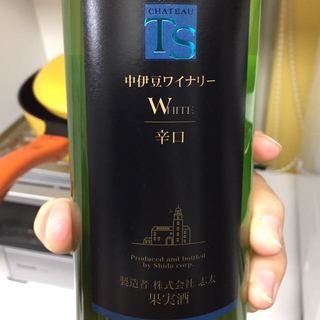 CHATEAU
TS
中伊豆ワイナリー
WHITE
辛口
Produced and bottled
by Shida corp.
製造者 株式会社 志太
果実酒